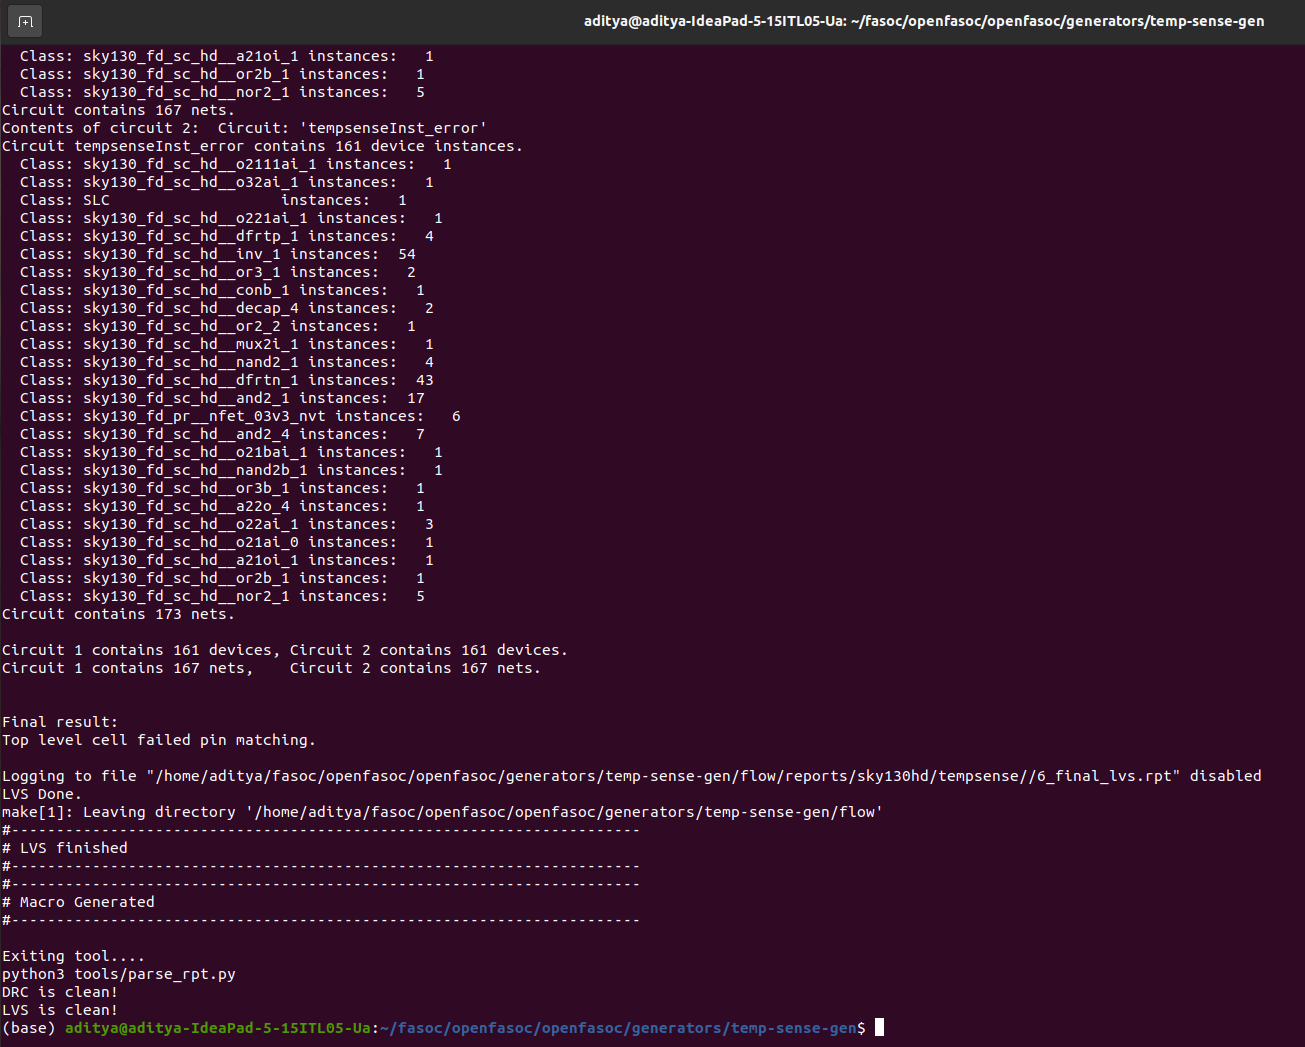 aditya@aditya-IdeaPad-5-15ITL05-Ua: ~/fasoc/openfasoc/openfasoc/generators/temp-sense-gen
  Class: sky130_fd_sc_hd__a21oi_1 instances:   1
  Class: sky130_fd_sc_hd__or2b_1 instances:   1
  Class: sky130_fd_sc_hd__nor2_1 instances:   5
Circuit contains 167 nets.
Contents of circuit 2:  Circuit: 'tempsenseInst_error'
Circuit tempsenseInst_error contains 161 device instances.
  Class: sky130_fd_sc_hd__o2111ai_1 instances:   1
  Class: sky130_fd_sc_hd__o32ai_1 instances:   1
  Class: SLC                   instances:   1
  Class: sky130_fd_sc_hd__o221ai_1 instances:   1
  Class: sky130_fd_sc_hd__dfrtp_1 instances:   4
  Class: sky130_fd_sc_hd__inv_1 instances:  54
  Class: sky130_fd_sc_hd__or3_1 instances:   2
  Class: sky130_fd_sc_hd__conb_1 instances:   1
  Class: sky130_fd_sc_hd__decap_4 instances:   2
  Class: sky130_fd_sc_hd__or2_2 instances:   1
  Class: sky130_fd_sc_hd__mux2i_1 instances:   1
  Class: sky130_fd_sc_hd__nand2_1 instances:   4
  Class: sky130_fd_sc_hd__dfrtn_1 instances:  43
  Class: sky130_fd_sc_hd__and2_1 instances:  17
  Class: sky130_fd_pr__nfet_03v3_nvt instances:   6
  Class: sky130_fd_sc_hd__and2_4 instances:   7
  Class: sky130_fd_sc_hd__o21bai_1 instances:   1
  Class: sky130_fd_sc_hd__nand2b_1 instances:   1
  Class: sky130_fd_sc_hd__or3b_1 instances:   1
  Class: sky130_fd_sc_hd__a22o_4 instances:   1
  Class: sky130_fd_sc_hd__o22ai_1 instances:   3
  Class: sky130_fd_sc_hd__o21ai_0 instances:   1
  Class: sky130_fd_sc_hd__a21oi_1 instances:   1
  Class: sky130_fd_sc_hd__or2b_1 instances:   1
  Class: sky130_fd_sc_hd__nor2_1 instances:   5
Circuit contains 173 nets.

Circuit 1 contains 161 devices, Circuit 2 contains 161 devices.
Circuit 1 contains 167 nets,    Circuit 2 contains 167 nets.

Final result:
Top level cell failed pin matching.

Logging to file "/home/aditya/fasoc/openfasoc/openfasoc/generators/temp-sense-gen/flow/reports/sky130hd/tempsense//6_final_lvs.rpt" disabled
LVS Done.
make[1]: Leaving directory '/home/aditya/fasoc/openfasoc/openfasoc/generators/temp-sense-gen/flow'
#----------------------------------------------------------------------
# LVS finished
#----------------------------------------------------------------------
#----------------------------------------------------------------------
# Macro Generated
#----------------------------------------------------------------------

Exiting tool....
python3 tools/parse_rpt.py
DRC is clean!
LVS is clean!
(base) aditya@aditya-IdeaPad-5-15ITL05-Ua:~/fasoc/openfasoc/openfasoc/generators/temp-sense-gen$